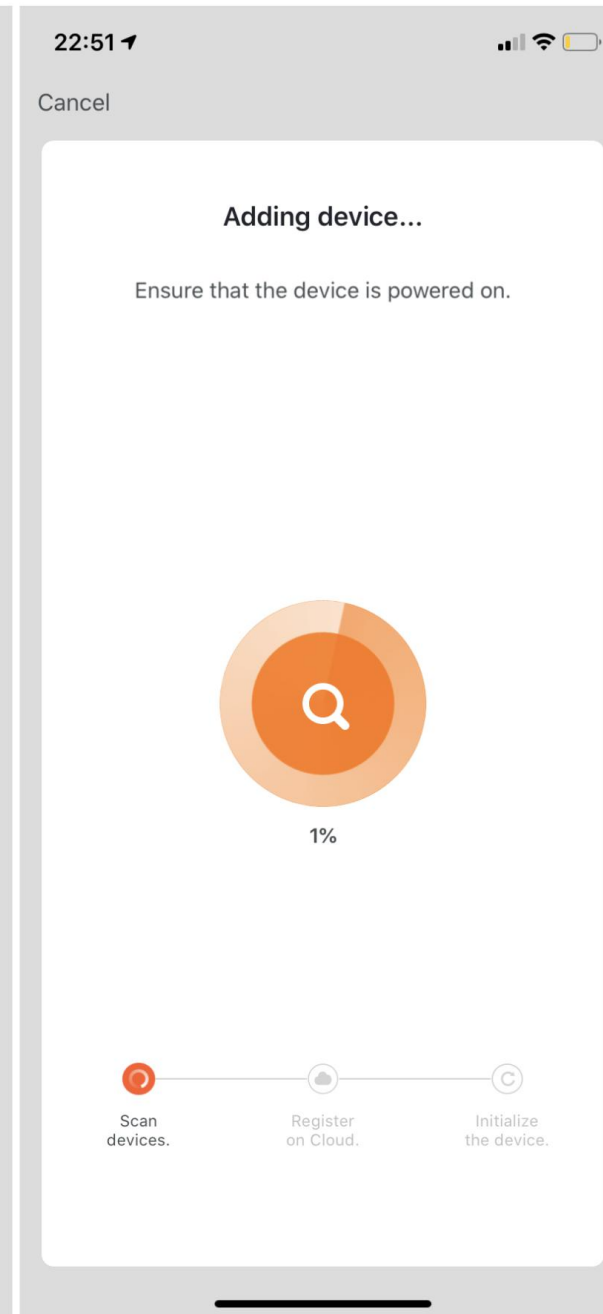 22:51
Cancel
Adding device...
Ensure that the device is powered on.
1%
Scan
devices.
Register
on Cloud.
Initialize
the device.